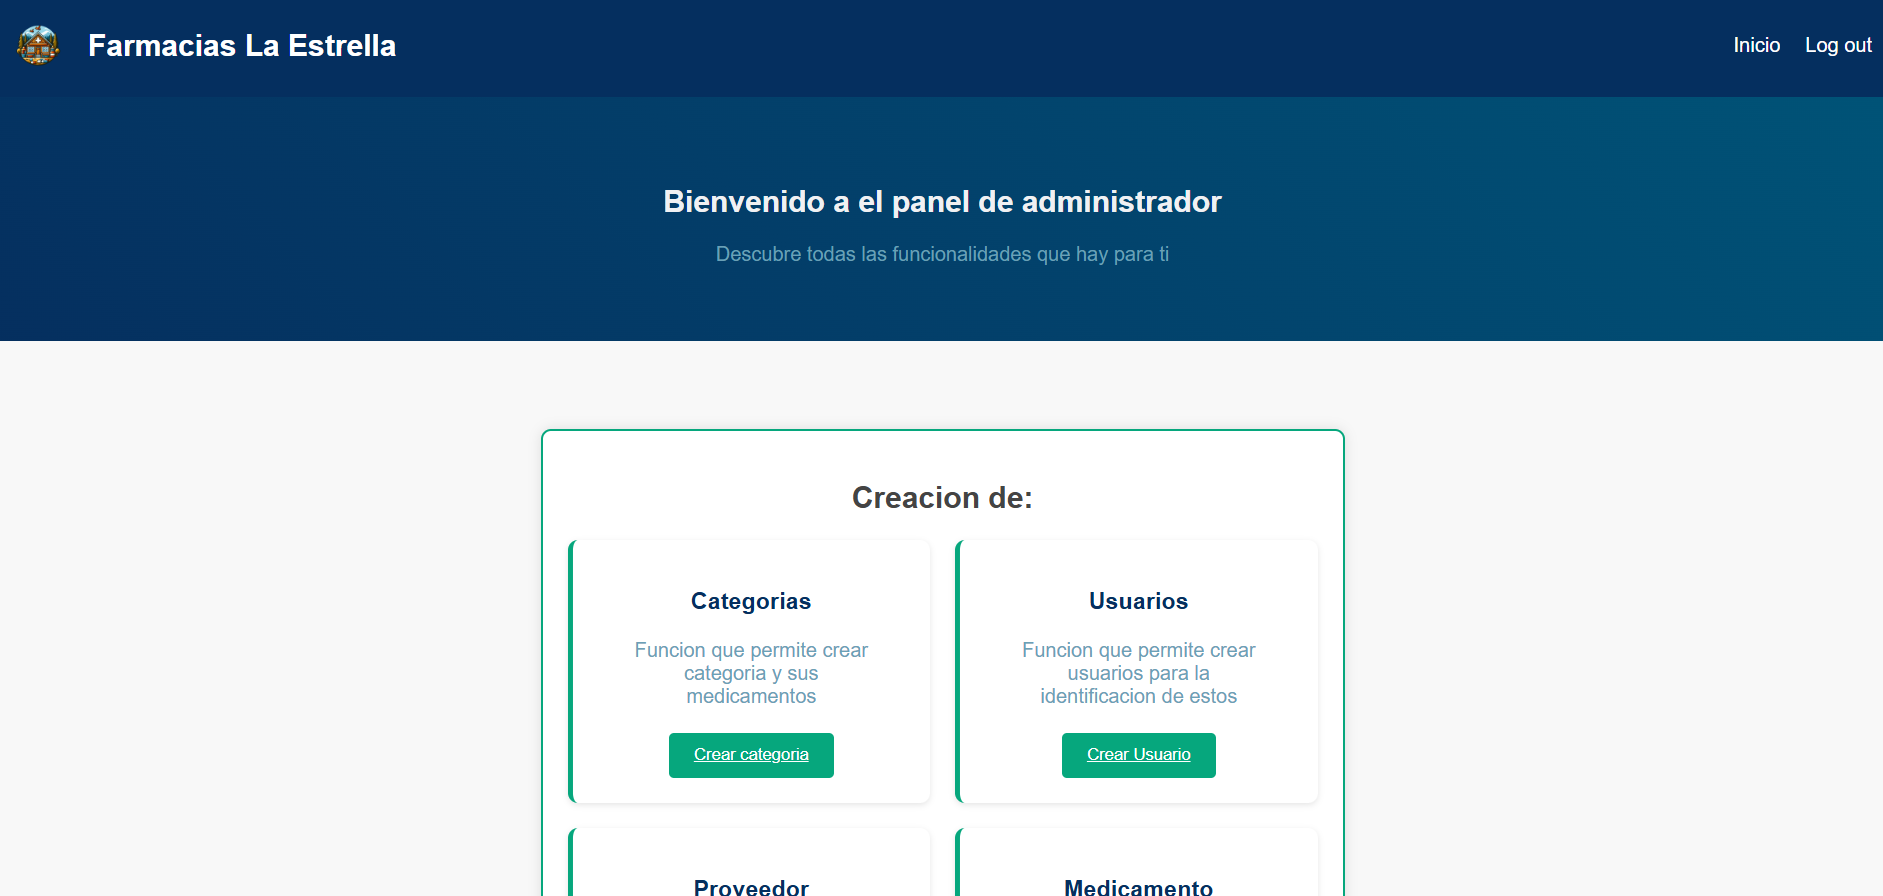 Farmacias La Estrella
Inicio
Log out
Bienvenido a el panel de administrador
Descubre todas las funcionalidades que hay para ti
Creacion de:
Categorias
Funcion que permite crear
categoria y sus
medicamentos
Crear categoria
Usuarios
Funcion que permite crear
usuarios para la
identificacion de estos
Crear Usuario
Proveedor
Medicamento